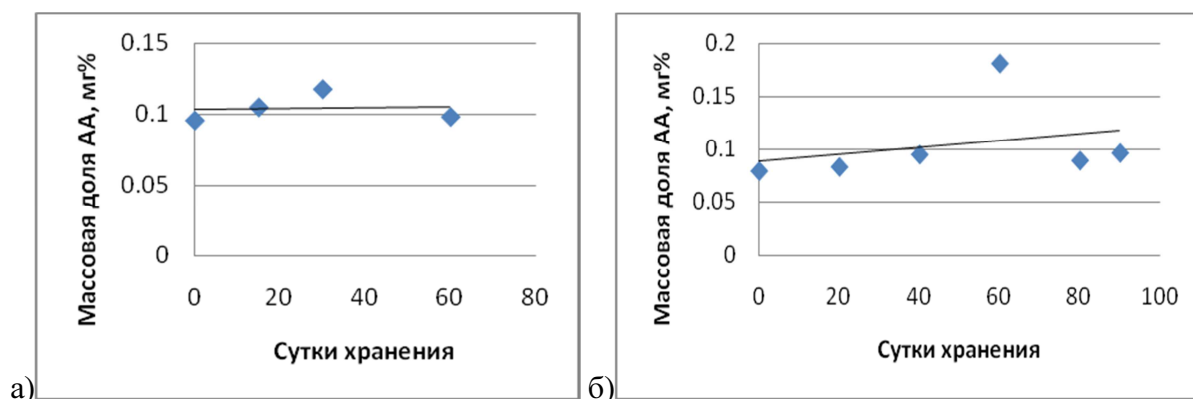 Массовая доля АА, мг%
0.15
0.1
0.05
0
0 20 40 60 80
Сутки хранения
а)
Массовая доля АА, мг%
0.2
0.15
0.1
0.05
0
0 20 40 60 80 100
Сутки хранения
б)